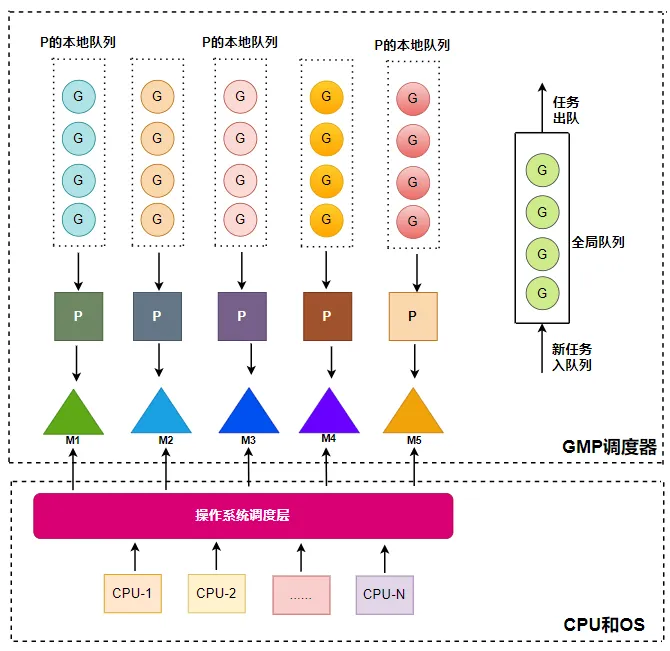 P的本地队列 P的本地队列 P的本地队列
G G G G G
G G G G G
G G G G G
G G G G G
任务
出队
G
G
G
G
全局队列
新任务
入队列
P P P P P
M1 M2 M3 M4 M5
GMP调度器
操作系统调度层
CPU-1 CPU-2 ...... CPU-N
CPU和OS